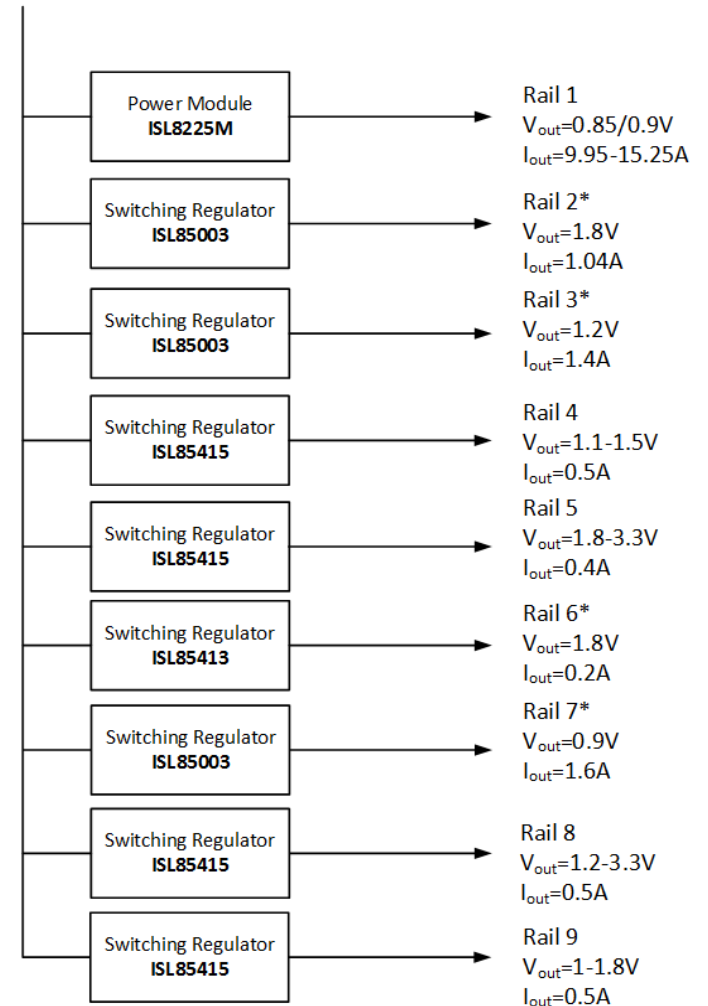 Power Module
ISL8225M
Rail 1
Vout=0.85/0.9V
Iout=9.95-15.25A
Switching Regulator
ISL85003
Rail 2*
Vout=1.8V
Iout=1.04A
Switching Regulator
ISL85003
Rail 3*
Vout=1.2V
Iout=1.4A
Switching Regulator
ISL85415
Rail 4
Vout=1.1-1.5V
Iout=0.5A
Switching Regulator
ISL85415
Rail 5
Vout=1.8-3.3V
Iout=0.4A
Switching Regulator
ISL85413
Rail 6*
Vout=1.8V
Iout=0.2A
Switching Regulator
ISL85003
Rail 7*
Vout=0.9V
Iout=1.6A
Switching Regulator
ISL85415
Rail 8
Vout=1.2-3.3V
Iout=0.5A
Switching Regulator
ISL85415
Rail 9
Vout=1-1.8V
Iout=0.5A